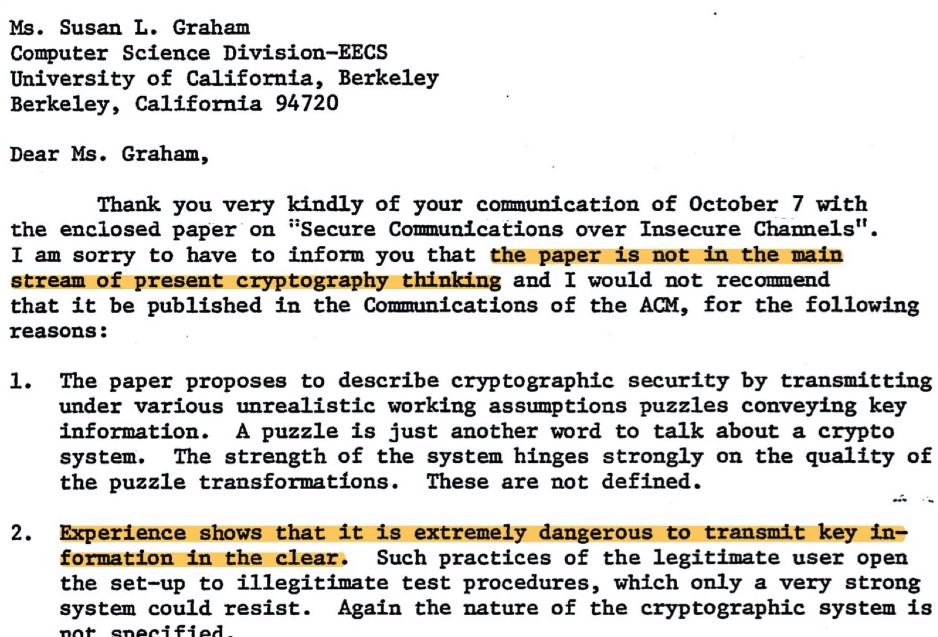 Ms. Susan L. Graham
Computer Science Division-EECS
University of California, Berkeley
Berkeley, California 94720
Dear Ms. Graham,
Thank you very kindly of your communication of October 7 with
the enclosed paper on "Secure Communications over Insecure Channels".
I am sorry to have to inform you that the paper is not in the main
stream of present cryptography thinking and I would not recommend
that it be published in the Communications of the ACM, for the following
reasons:
1. The paper proposes to describe cryptographic security by transmitting
under various unrealistic working assumptions puzzles conveying key
information. A puzzle is just another word to talk about a crypto
system. The strength of the system hinges strongly on the quality of
the puzzle transformations. These are not defined.
2. Experience shows that it is extremely dangerous to transmit key in-
formation in the clear. Such practices of the legitimate user open
the set-up to illegitimate test procedures, which only a very strong
system could resist. Again the nature of the cryptographic system is
not specified.